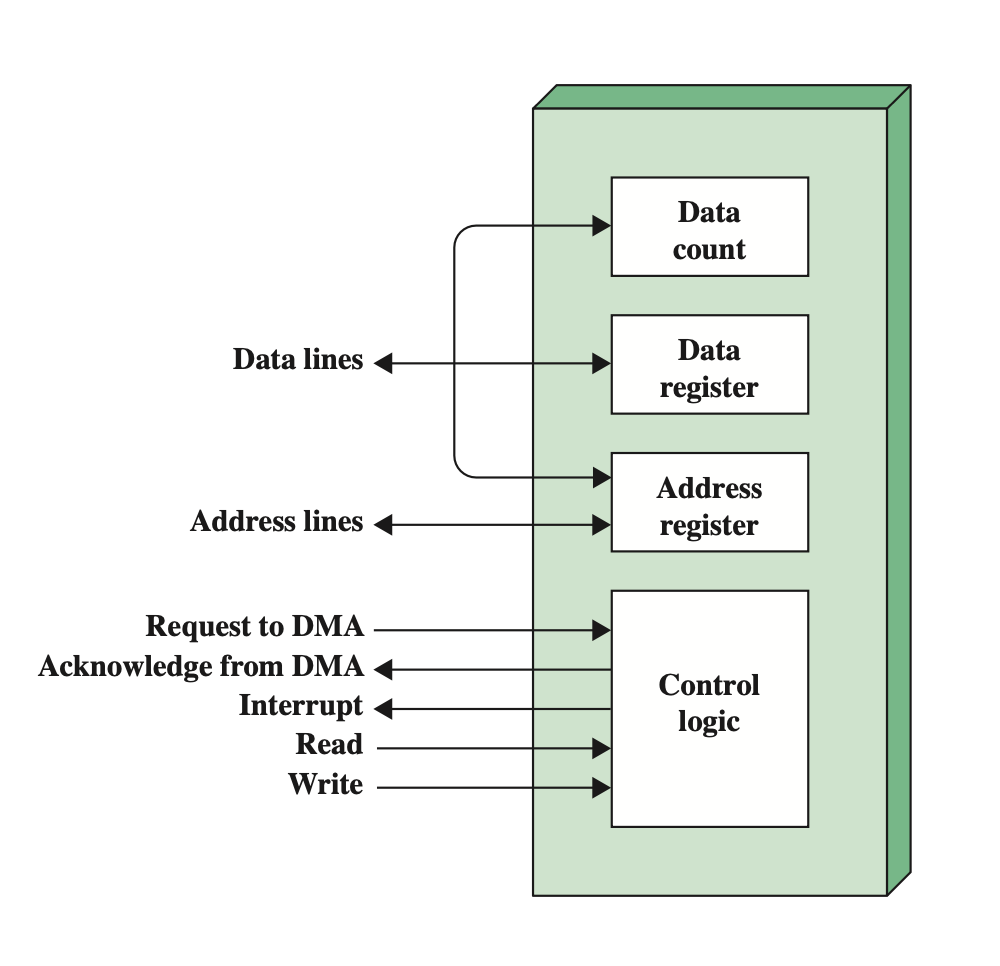 Data
count
Data lines
Data
register
Address
register
Address lines
Request to DMA
Acknowledge from DMA
Interrupt
Read
Write
Control
logic